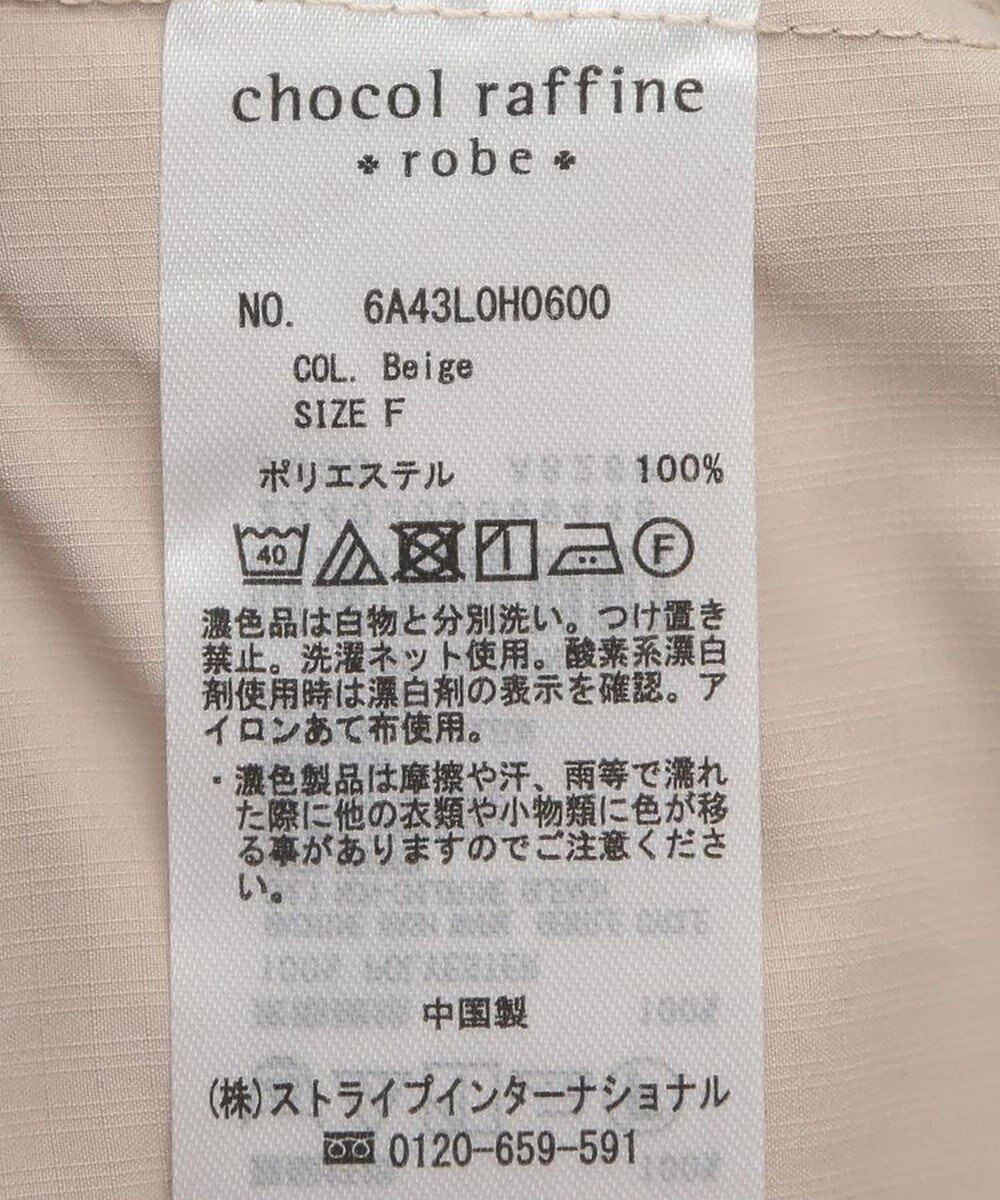 chocol raffine
robe
NO. 6A43L0H0600
COL. Beige
SIZE F
ポリエステル 100%
40 F
濃色品は白物と分別洗い。つけ置き
禁止。洗濯ネット使用。酸素系漂白
剤使用時は漂白剤の表示を確認。ア
イロンあて布使用。
・濃色製品は摩擦や汗、雨等で濡れ
た際に他の衣類や小物類に色が移
る事がありますのでご注意くださ
い。
中国製
(株)ストライプインターナショナル
0120-659-591